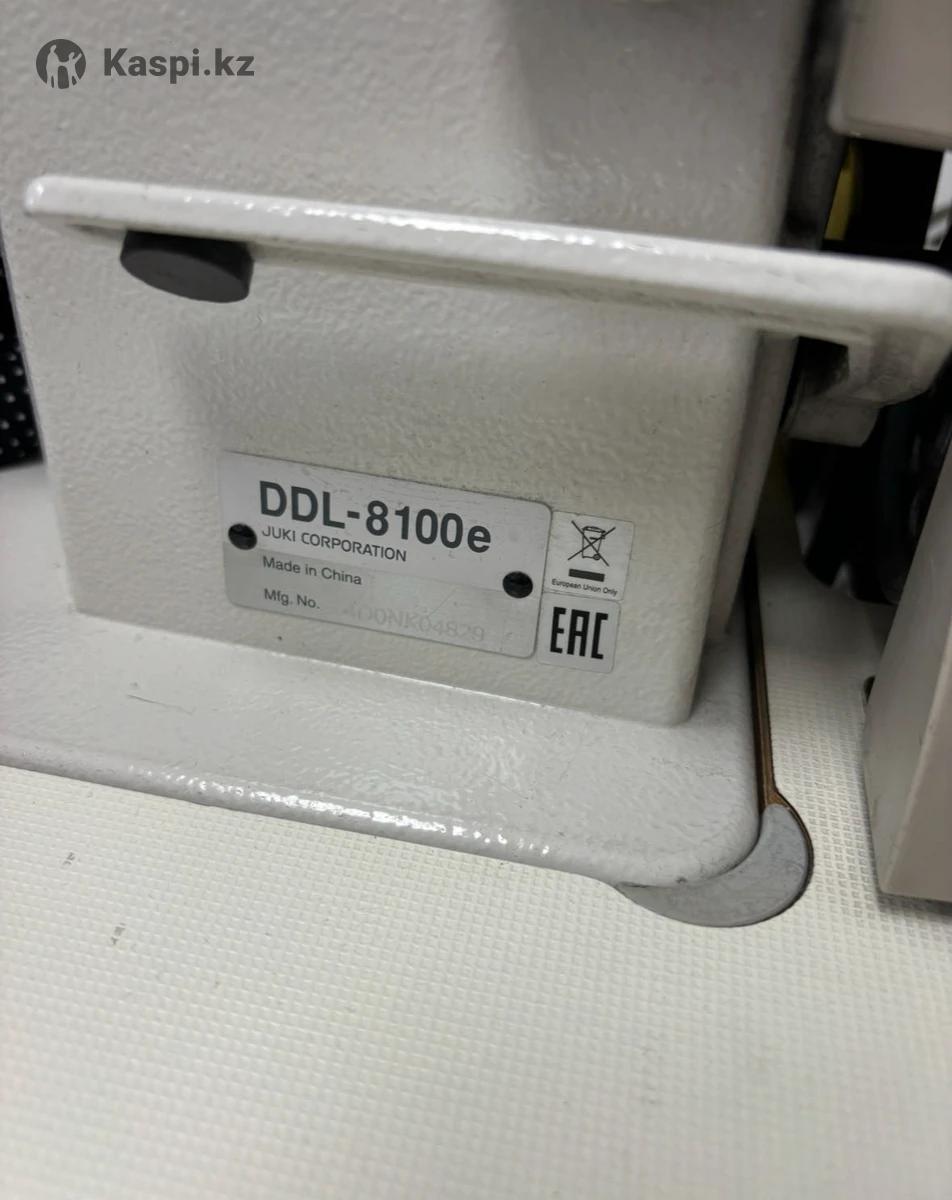 Kaspi.kz
DDL-8100e
JUKI CORPORATION
Made in China
Mfg. No.
European Union Only
EAC